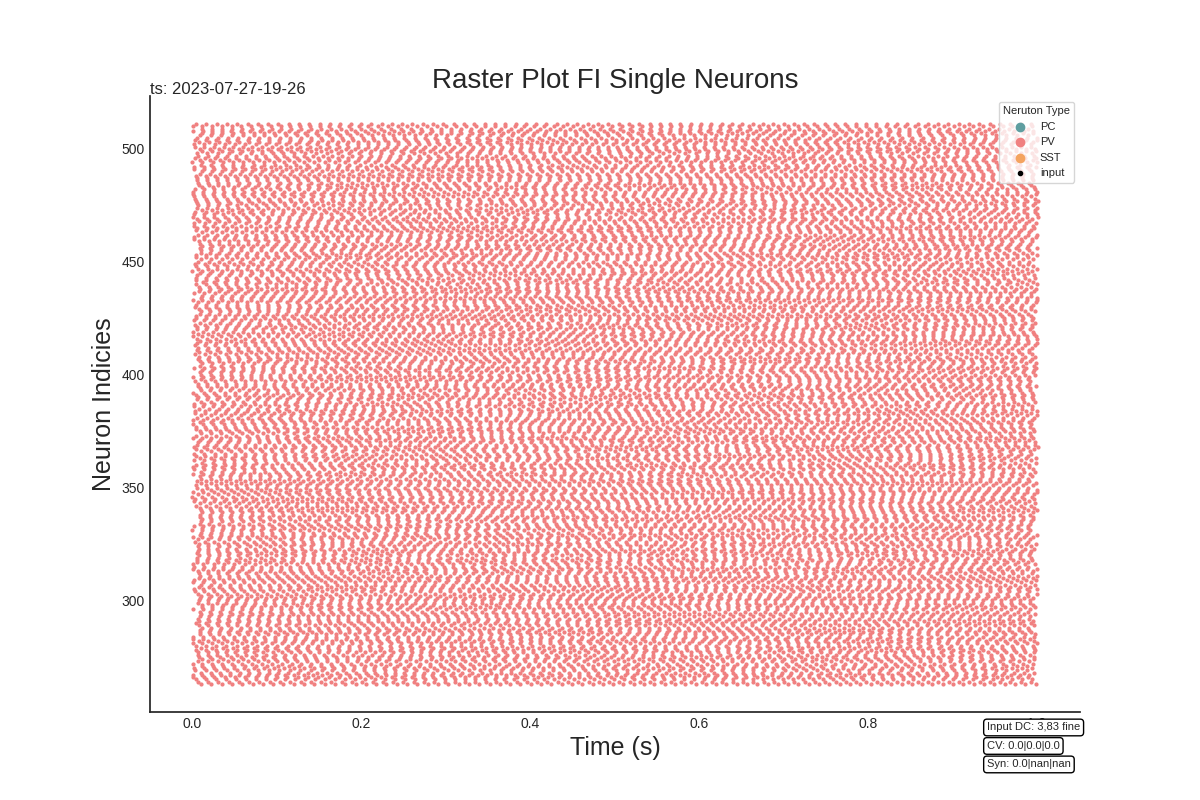 Raster Plot FI Single Neurons
ts: 2023-07-27-19-26
Neruton Type
PC
PV
SST
input
500
450
400
350
300
Neuron Indicies
0.0
0.2
0.4
0.6
0.8
Time (s)
Input DC: 3,83 fine
CV: 0.0|0.0|0.0
Syn: 0.0|nan|nan